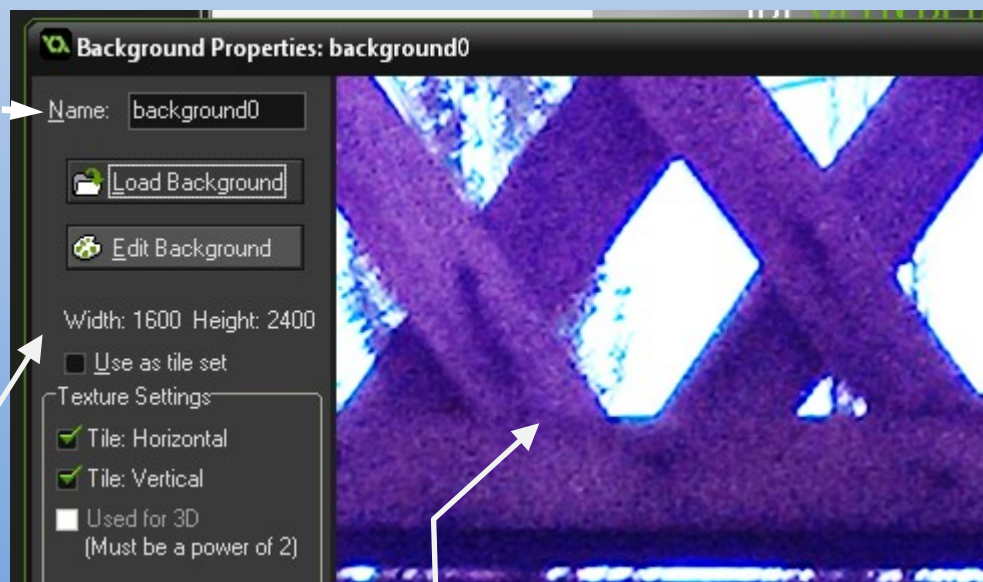 Background Properties: background0
Name: background0
Load Background
Edit Background
Width: 1600 Height: 2400
Use as tile set
Texture Settings
Tile: Horizontal
Tile: Vertical
Used for 3D
(Must be a power of 2)